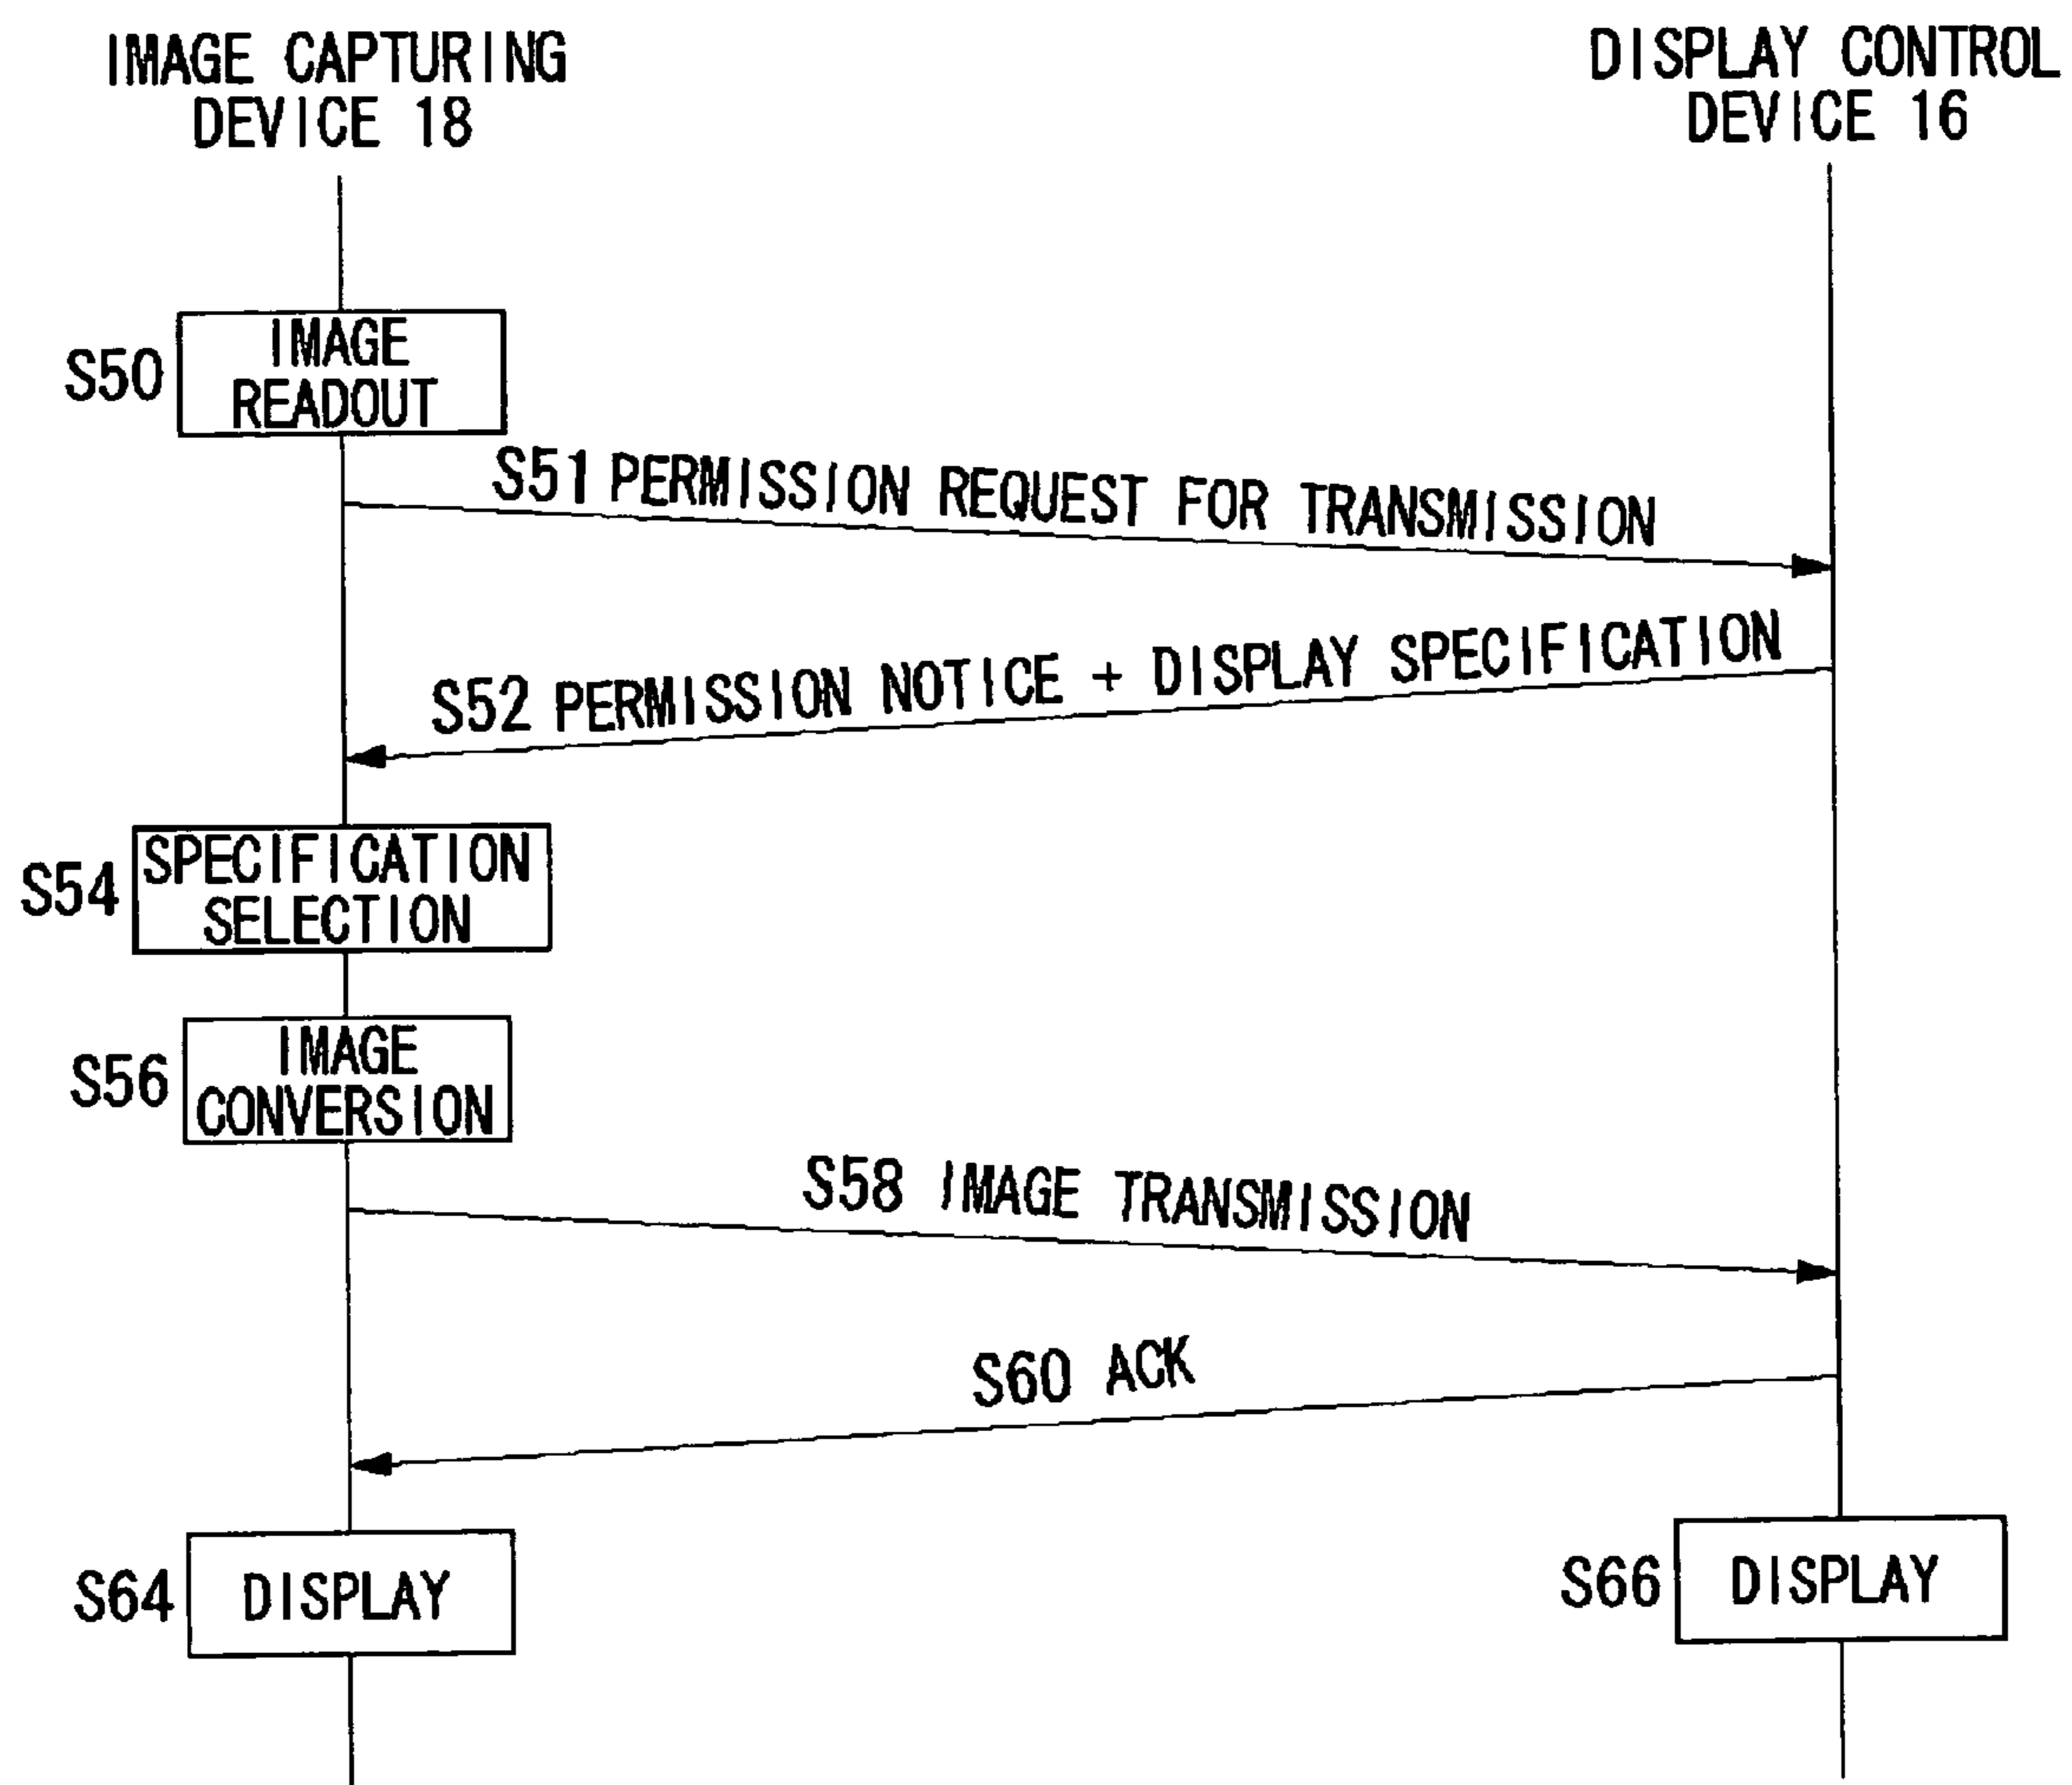 IMAGE CAPTURING
DEVICE 18
DISPLAY CONTROL
DEVICE 16
S50
IMAGE
READOUT
S51 PERMISSION REQUEST FOR TRANSMISSION
S52 PERMISSION NOTICE + DISPLAY SPECIFICATION
S54
SPECIFICATION
SELECTION
S56
IMAGE
CONVERSION
S58 IMAGE TRANSMISSION
S60 ACK
S64
DISPLAY
S66
DISPLAY